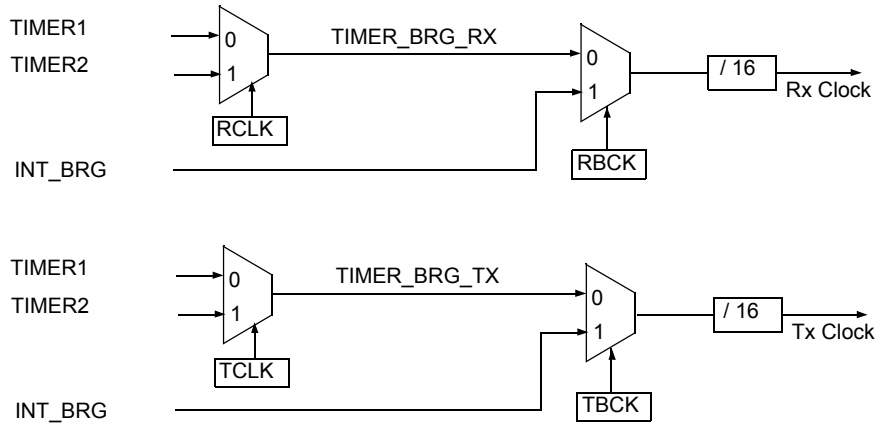 TIMER1
0
TIMER_BRG_RX
TIMER2
1
0
/ 16
1
Rx Clock
RCLK
INT_BRG
RBCK
TIMER1
0
TIMER_BRG_TX
TIMER2
1
0
/ 16
1
Tx Clock
TCLK
INT_BRG
TBCK